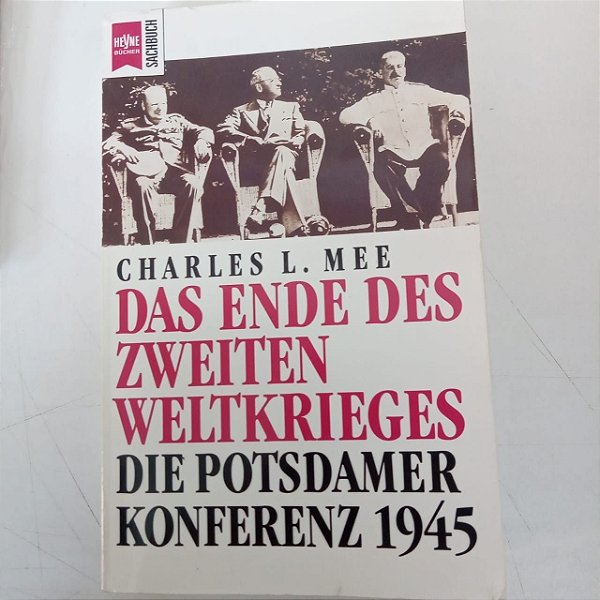 HEYNE
BÜCHER
SACHBUCH
CHARLES L. MEE
DAS ENDE DES
ZWEITEN
WELTKRIEGES
DIE POTSDAMER
KONFERENZ 1945